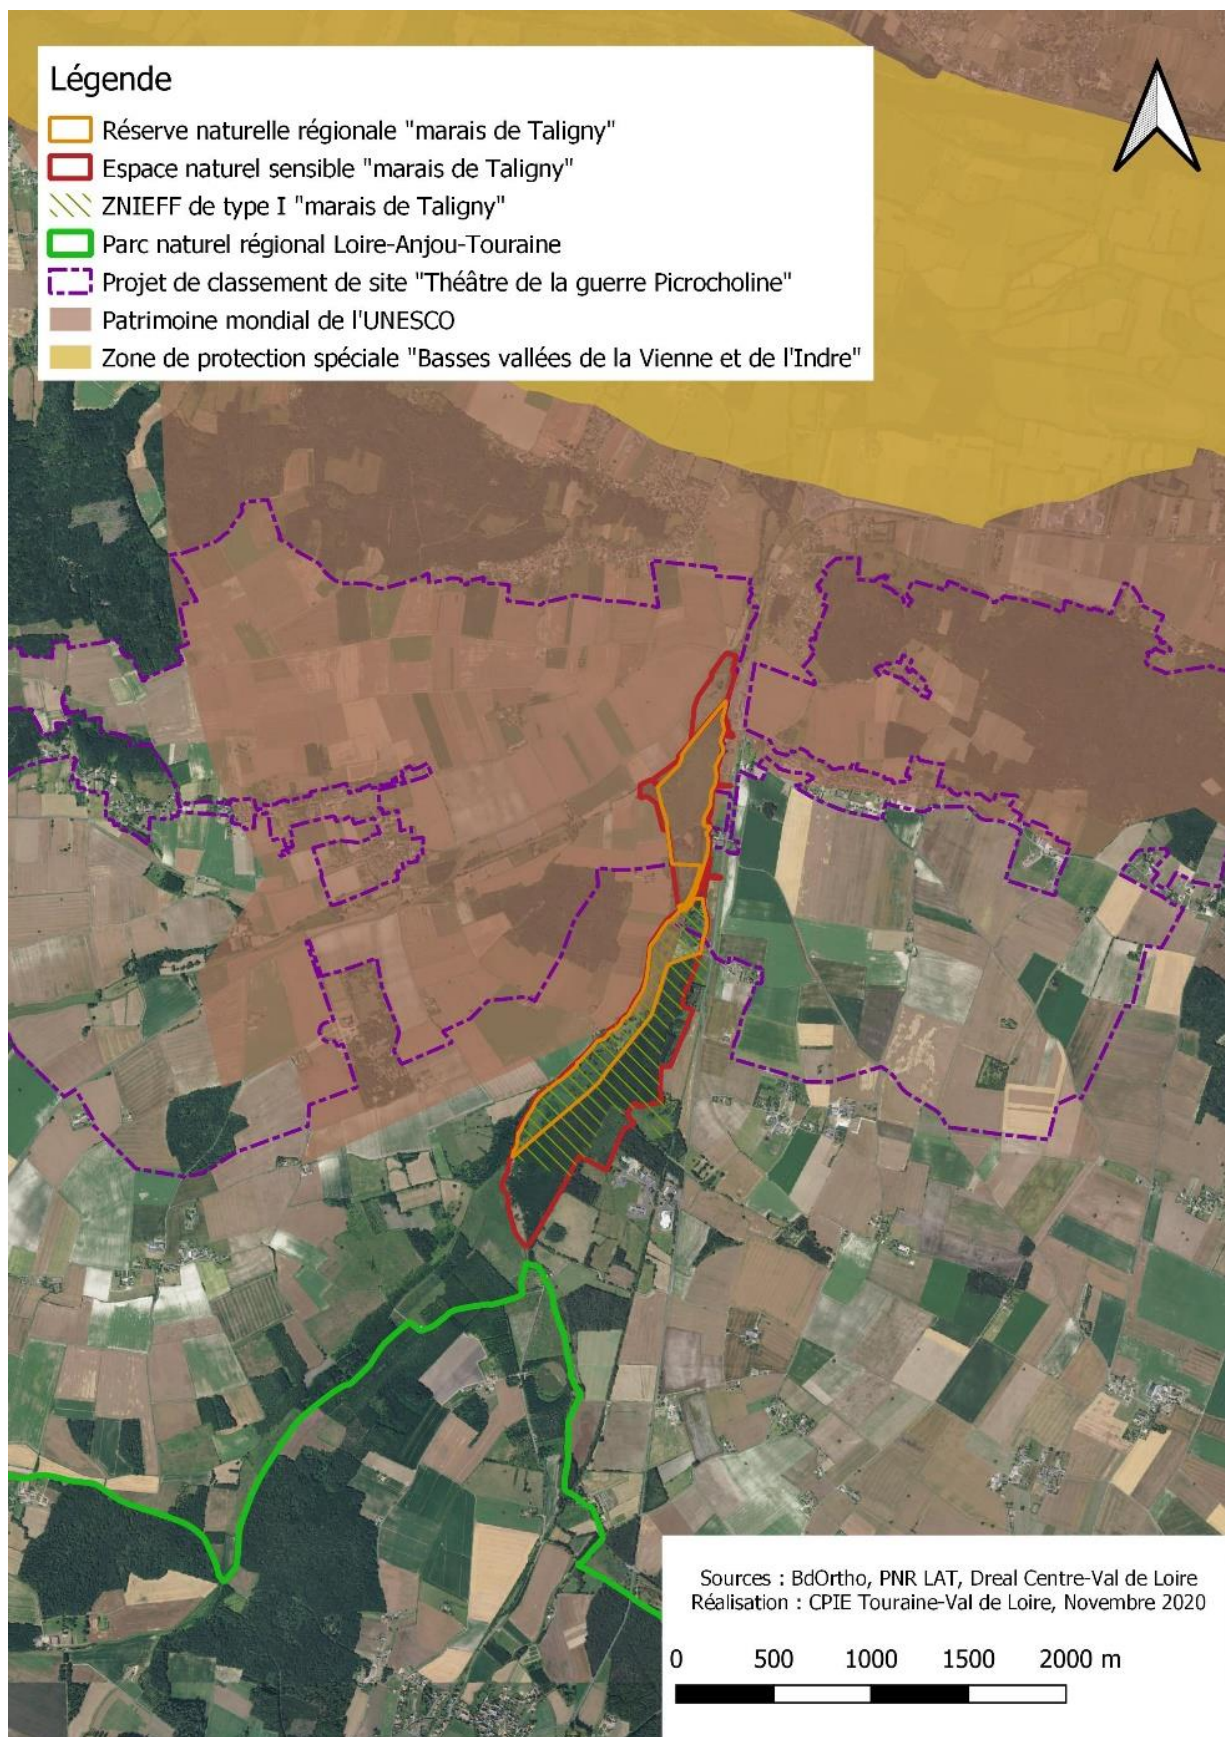 Légende
Réserve naturelle régionale "marais de Taligny"
Espace naturel sensible "marais de Taligny"
ZNIEFF de type I "marais de Taligny"
Parc naturel régional Loire-Anjou-Touraine
Projet de classement de site "Théâtre de la guerre Picrocholine"
Patrimoine mondial de l'UNESCO
Zone de protection spéciale "Basses vallées de la Vienne et de l'Indre"
Sources : BdOrtho, PNR LAT, Dreal Centre-Val de Loire
Réalisation : CPIE Touraine-Val de Loire, Novembre 2020
0 500 1000 1500 2000 m